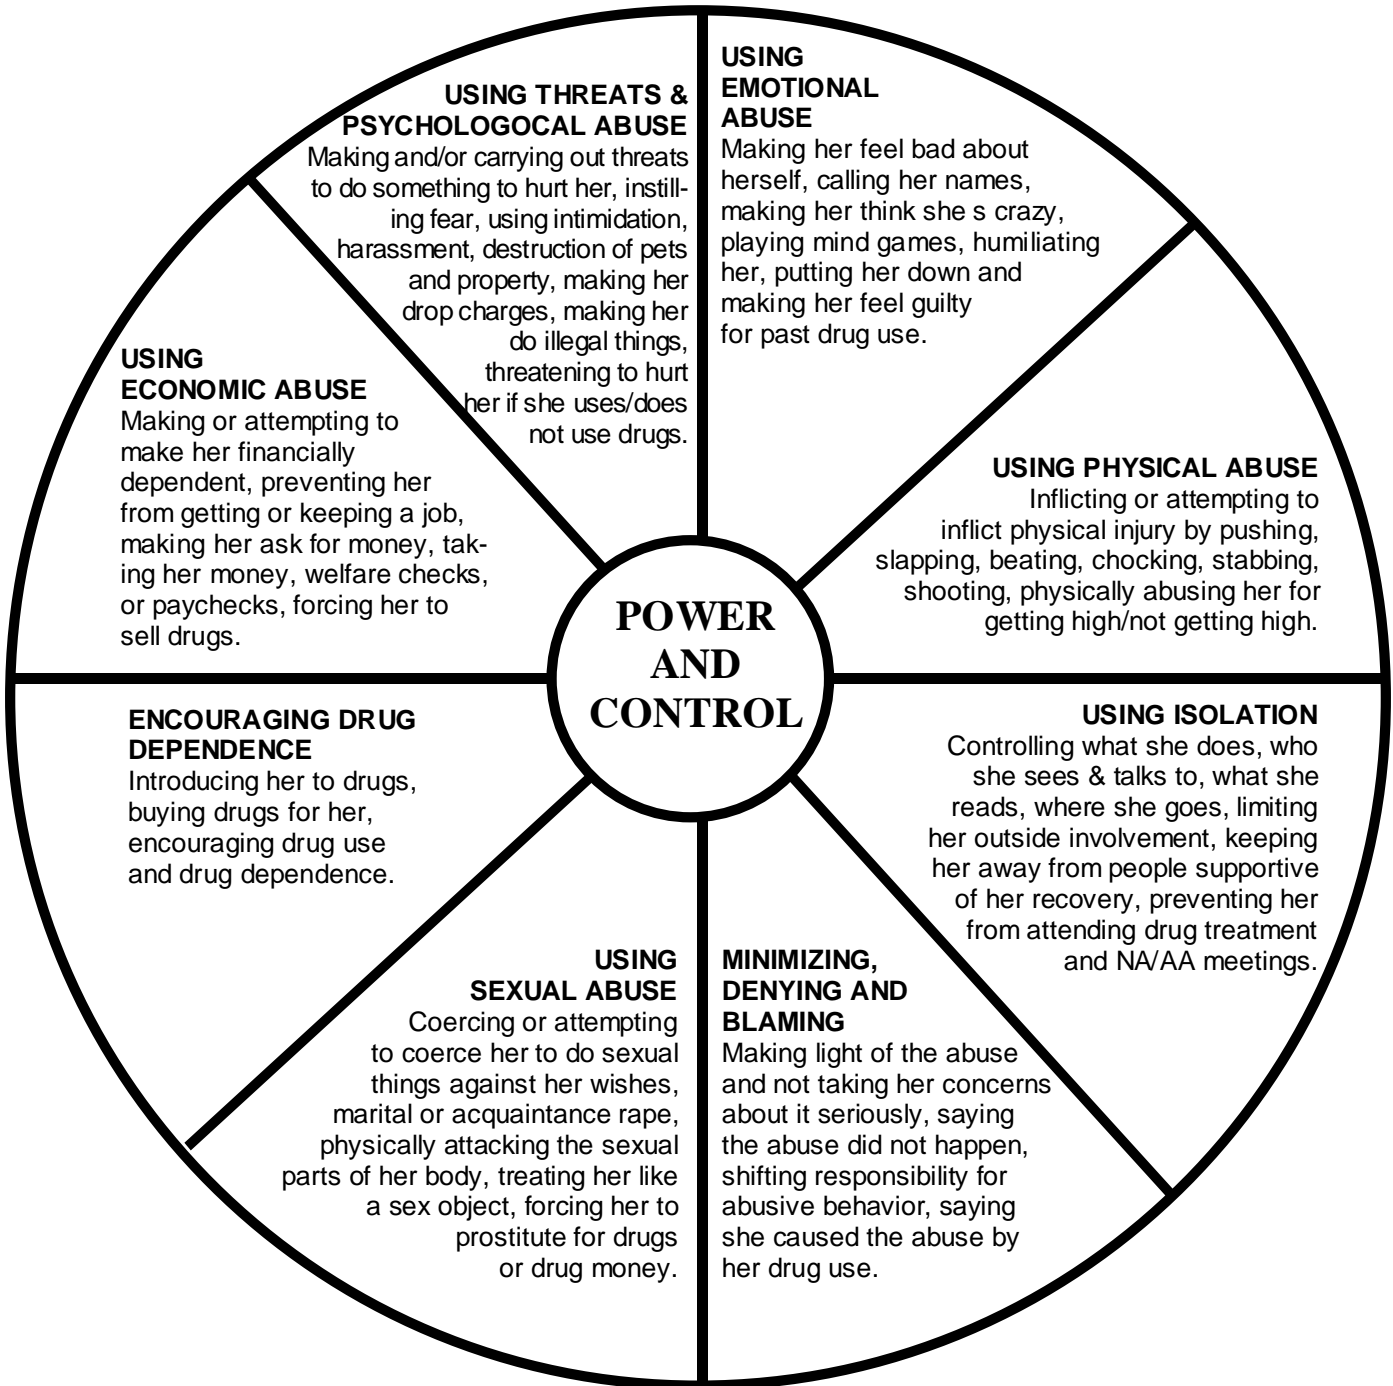 USING THREATS &
PSYCHOLOGOCAL ABUSE
Making and/or carrying out threats
to do something to hurt her, instill-
ing fear, using intimidation,
harassment, destruction of pets
and property, making her
drop charges, making her
do illegal things,
threatening to hurt
her if she uses/does
not use drugs.
USING
EMOTIONAL
ABUSE
Making her feel bad about
herself, calling her names,
making her think she s crazy,
playing mind games, humiliating
her, putting her down and
making her feel guilty
for past drug use.
USING PHYSICAL ABUSE
Inflicting or attempting to
inflict physical injury by pushing,
slapping, beating, chocking, stabbing,
shooting, physically abusing her for
getting high/not getting high.
USING ISOLATION
Controlling what she does, who
she sees & talks to, what she
reads, where she goes, limiting
her outside involvement, keeping
her away from people supportive
of her recovery, preventing her
from attending drug treatment
and NA/AA meetings.
MINIMIZING,
DENYING AND
BLAMING
Making light of the abuse
and not taking her concerns
about it seriously, saying
the abuse did not happen,
shifting responsibility for
abusive behavior, saying
she caused the abuse by
her drug use.
USING
SEXUAL ABUSE
Coercing or attempting
to coerce her to do sexual
things against her wishes,
marital or acquaintance rape,
physically attacking the sexual
parts of her body, treating her like
a sex object, forcing her to
prostitute for drugs
or drug money.
ENCOURAGING DRUG
DEPENDENCE
Introducing her to drugs,
buying drugs for her,
encouraging drug use
and drug dependence.
USING
ECONOMIC ABUSE
Making or attempting to
make her financially
dependent, preventing her
from getting or keeping a job,
making her ask for money, tak-
ing her money, welfare checks,
or paychecks, forcing her to
sell drugs.
POWER
AND
CONTROL